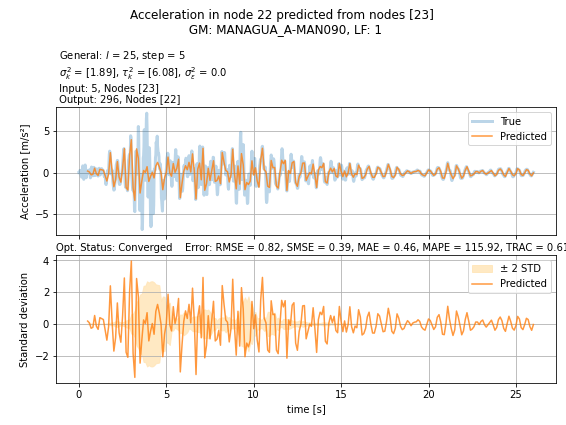 Acceleration in node 22 predicted from nodes [23]
GM: MANAGUA_A-MAN090, LF: 1
General: l = 25, step = 5
σ²ₖ = [1.89], τ²ₖ = [6.08], σ²_ε = 0.0
Input: 5, Nodes [23]
Output: 296, Nodes [22]
Acceleration [m/s²]
5
0
−5
True
Predicted
Opt. Status: Converged    Error: RMSE = 0.82, SMSE = 0.39, MAE = 0.46, MAPE = 115.92, TRAC = 0.61
Standard deviation
4
2
0
−2
± 2 STD
Predicted
0 5 10 15 20 25
time [s]